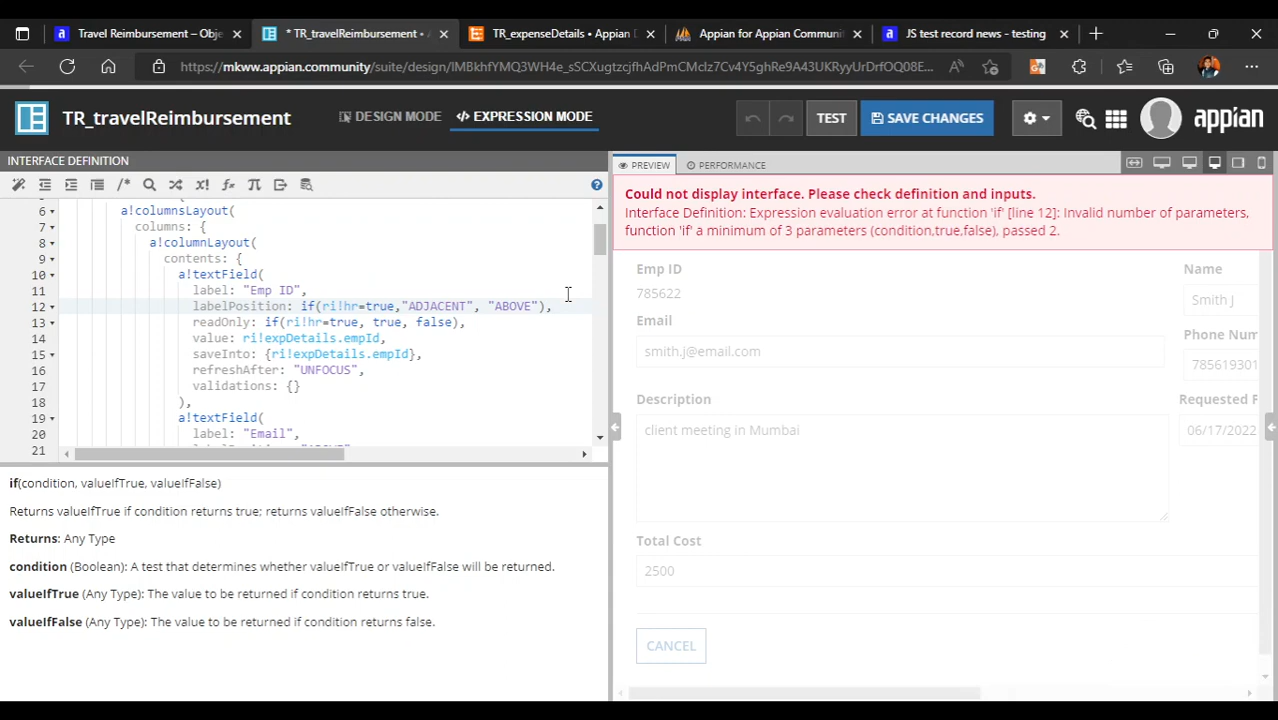 Travel Reimbursement – Obje
* TR_travelReimbursement - A
TR_expenseDetails • Appian D
Appian for Appian Communit
JS test record news - testing
https://mkww.appian.community/suite/design/
TR_travelReimbursement
DESIGN MODE
</> EXPRESSION MODE
TEST
SAVE CHANGES
appian
INTERFACE DEFINITION
PREVIEW
PERFORMANCE
6 a!columnsLayout(
7 columns: {
8 a!columnLayout(
9 contents: {
10 a!textField(
11 label: "Emp ID",
12 labelPosition: if(ri!hr=true,"ADJACENT", "ABOVE"),
13 readOnly: if(ri!hr=true, true, false),
14 value: ri!expDetails.empId,
15 saveInto: {ri!expDetails.empId},
16 refreshAfter: "UNFOCUS",
17 validations: {}
18 ),
19 a!textField(
20 label: "Email",
21
if(condition, valueIfTrue, valueIfFalse)
Returns valueIfTrue if condition returns true; returns valueIfFalse otherwise.
Returns: Any Type
condition (Boolean): A test that determines whether valueIfTrue or valueIfFalse will be returned.
valueIfTrue (Any Type): The value to be returned if condition returns true.
valueIfFalse (Any Type): The value to be returned if condition returns false.
Could not display interface. Please check definition and inputs.
Interface Definition: Expression evaluation error at function 'if' [line 12]: Invalid number of parameters,
function 'if' a minimum of 3 parameters (condition,true,false), passed 2.
Emp ID
785622
Name
Smith J
Email
smith.j@email.com
Phone Num
785619301
Description
client meeting in Mumbai
Requested F
06/17/2022
Total Cost
2500
CANCEL